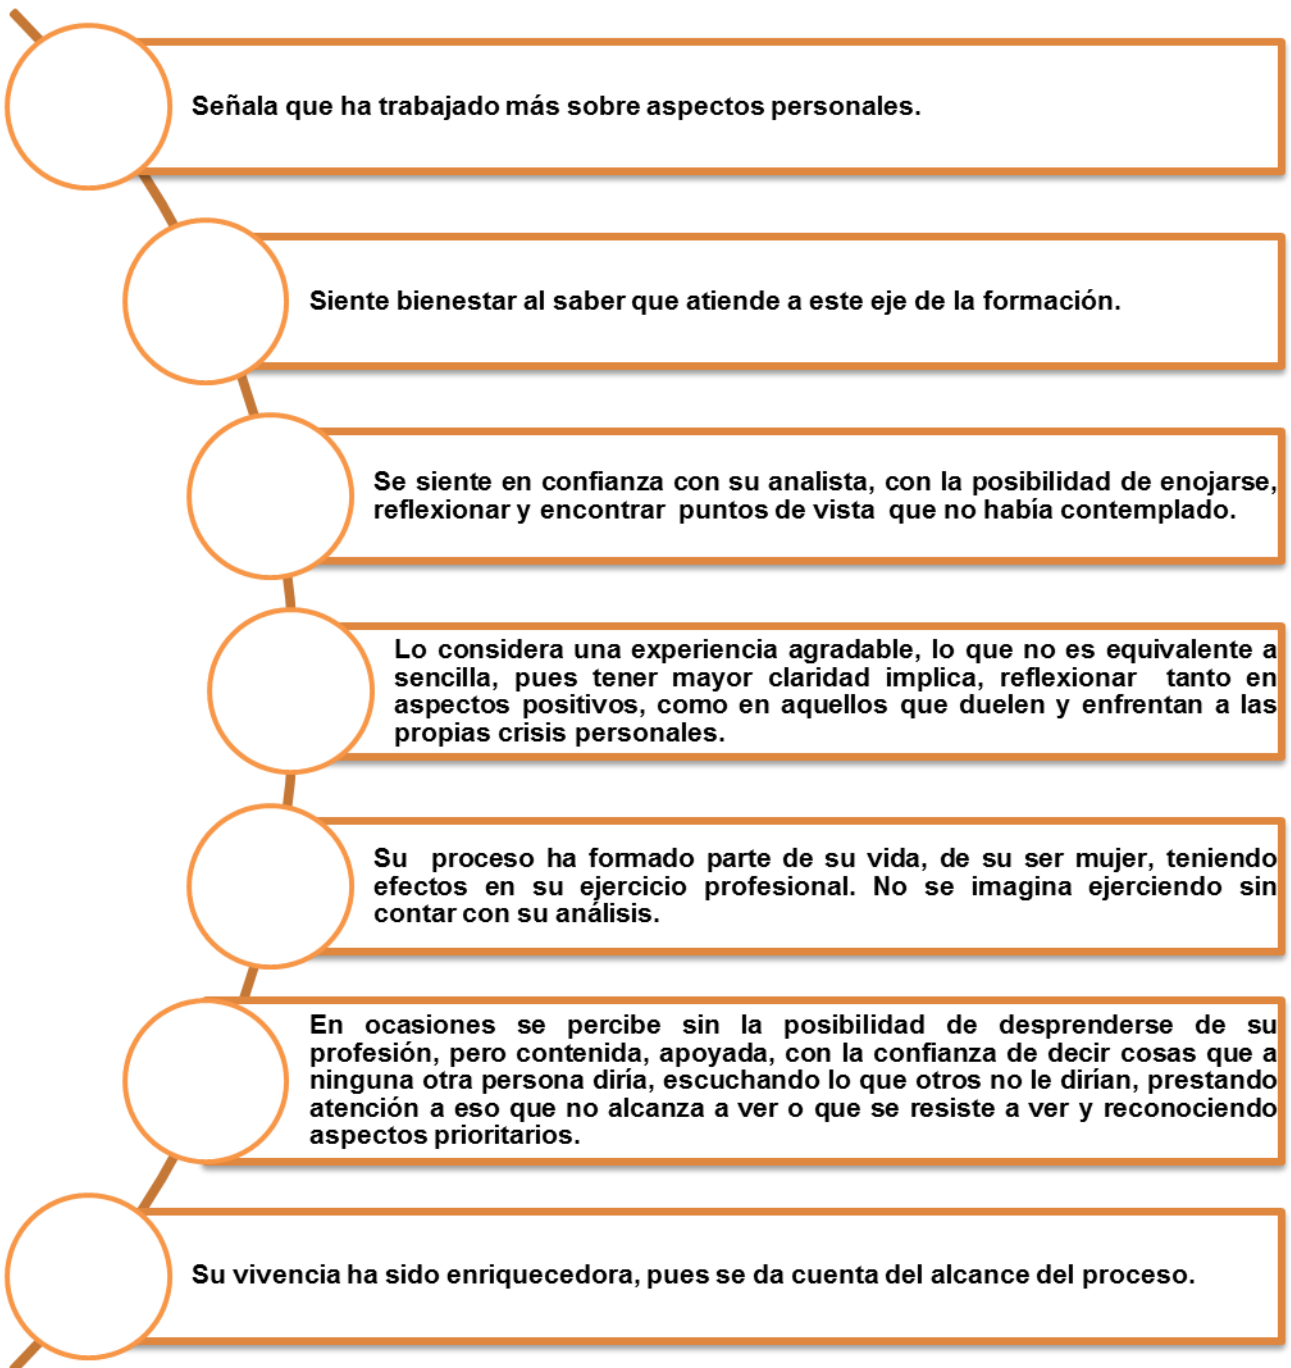 Señala que ha trabajado más sobre aspectos personales.
Siente bienestar al saber que atiende a este eje de la formación.
Se siente en confianza con su analista, con la posibilidad de enojarse,
reflexionar y encontrar puntos de vista que no había contemplado.
Lo considera una experiencia agradable, lo que no es equivalente a
sencilla, pues tener mayor claridad implica, reflexionar tanto en
aspectos positivos, como en aquellos que duelen y enfrentan a las
propias crisis personales.
Su proceso ha formado parte de su vida, de su ser mujer, teniendo
efectos en su ejercicio profesional. No se imagina ejerciendo sin
contar con su análisis.
En ocasiones se percibe sin la posibilidad de desprenderse de su
profesión, pero contenida, apoyada, con la confianza de decir cosas que a
ninguna otra persona diría, escuchando lo que otros no le dirían, prestando
atención a eso que no alcanza a ver o que se resiste a ver y reconociendo
aspectos prioritarios.
Su vivencia ha sido enriquecedora, pues se da cuenta del alcance del proceso.